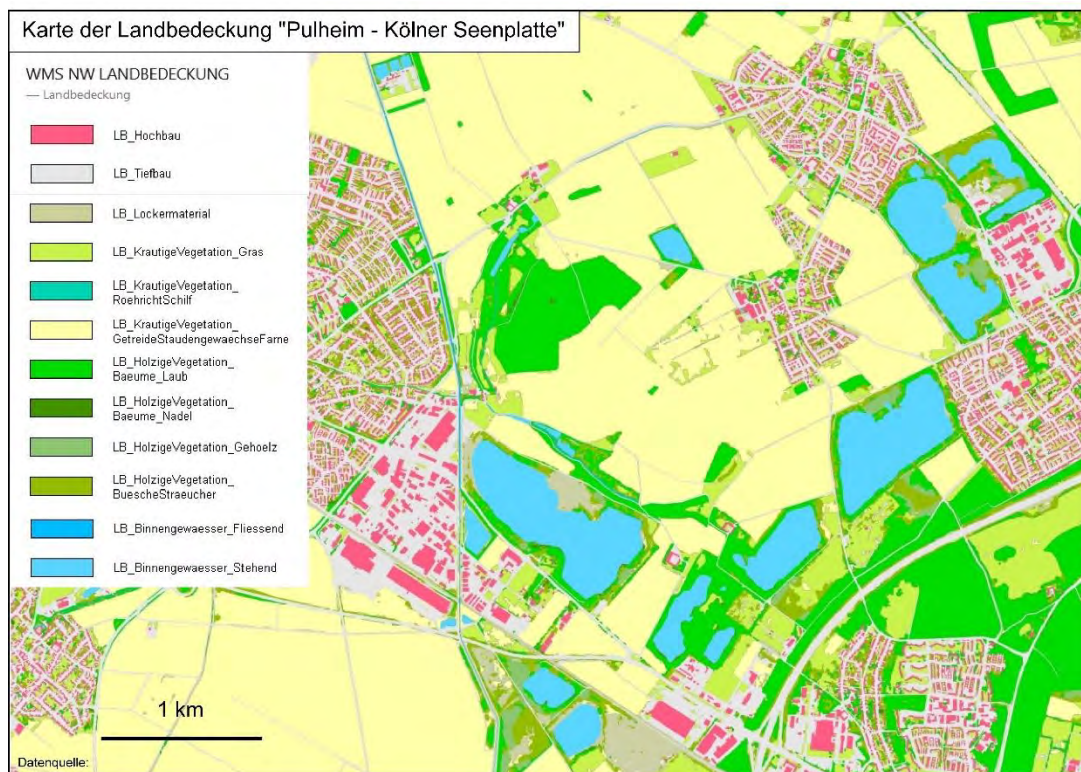 Karte der Landbedeckung "Pulheim - Kölner Seenplatte"
WMS NW LANDBEDECKUNG
— Landbedeckung
LB_Hochbau
LB_Tiefbau
LB_Lockermaterial
LB_KrautigeVegetation_Gras
LB_KrautigeVegetation_
RoehrichtSchilf
LB_KrautigeVegetation_
GetreideStaudengewaechseFarne
LB_HolzigeVegetation_
Baeume_Laub
LB_HolzigeVegetation_
Baeume_Nadel
LB_HolzigeVegetation_Gehoelz
LB_HolzigeVegetation_
BuescheStraeucher
LB_Binnengewaesser_Fliessend
LB_Binnengewaesser_Stehend
1 km
Datenquelle: